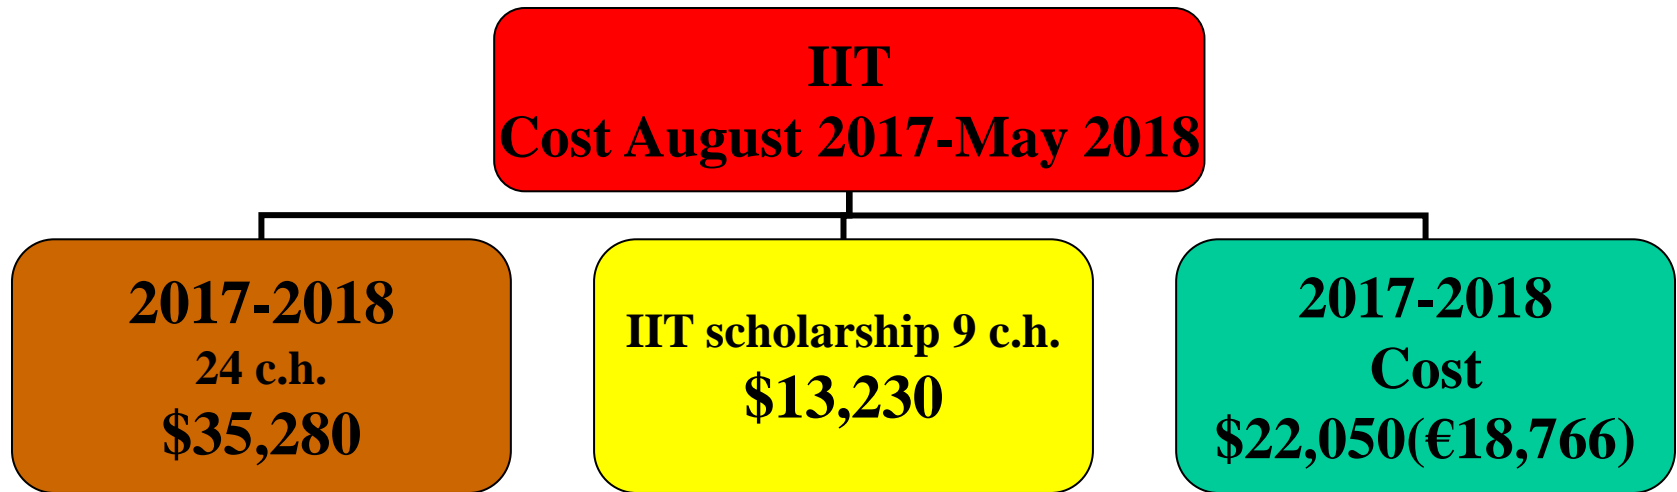 IIT
Cost August 2017-May 2018
2017-2018
24 c.h.
$35,280
IIT scholarship 9 c.h.
$13,230
2017-2018
Cost
$22,050(€18,766)